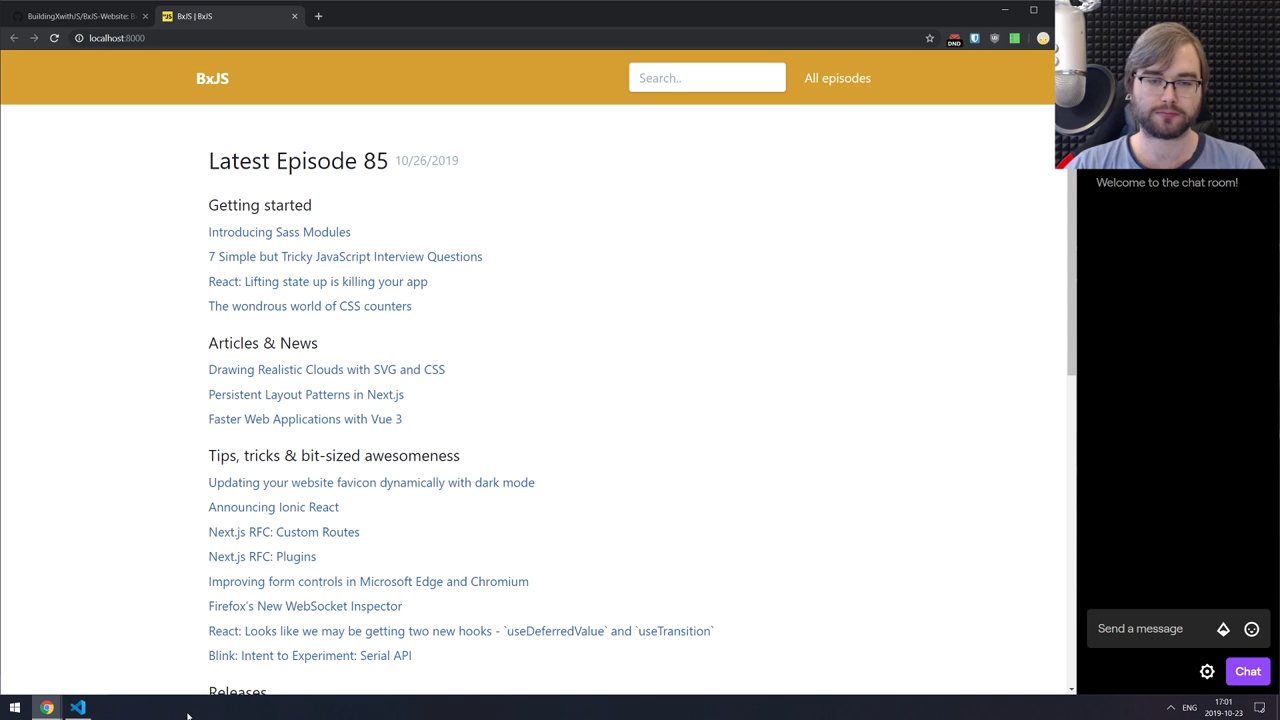 BuildingXwithJS/BxJS-Website: B
BxJS | BxJS
localhost:8000
DND
BxJS
Search..
All episodes
Latest Episode 85 10/26/2019
Getting started
Introducing Sass Modules
7 Simple but Tricky JavaScript Interview Questions
React: Lifting state up is killing your app
The wondrous world of CSS counters
Articles & News
Drawing Realistic Clouds with SVG and CSS
Persistent Layout Patterns in Next.js
Faster Web Applications with Vue 3
Tips, tricks & bit-sized awesomeness
Updating your website favicon dynamically with dark mode
Announcing Ionic React
Next.js RFC: Custom Routes
Next.js RFC: Plugins
Improving form controls in Microsoft Edge and Chromium
Firefox's New WebSocket Inspector
React: Looks like we may be getting two new hooks - `useDeferredValue` and `useTransition`
Blink: Intent to Experiment: Serial API
Releases
Welcome to the chat room!
Send a message
Chat
ENG
17:01
2019-10-23